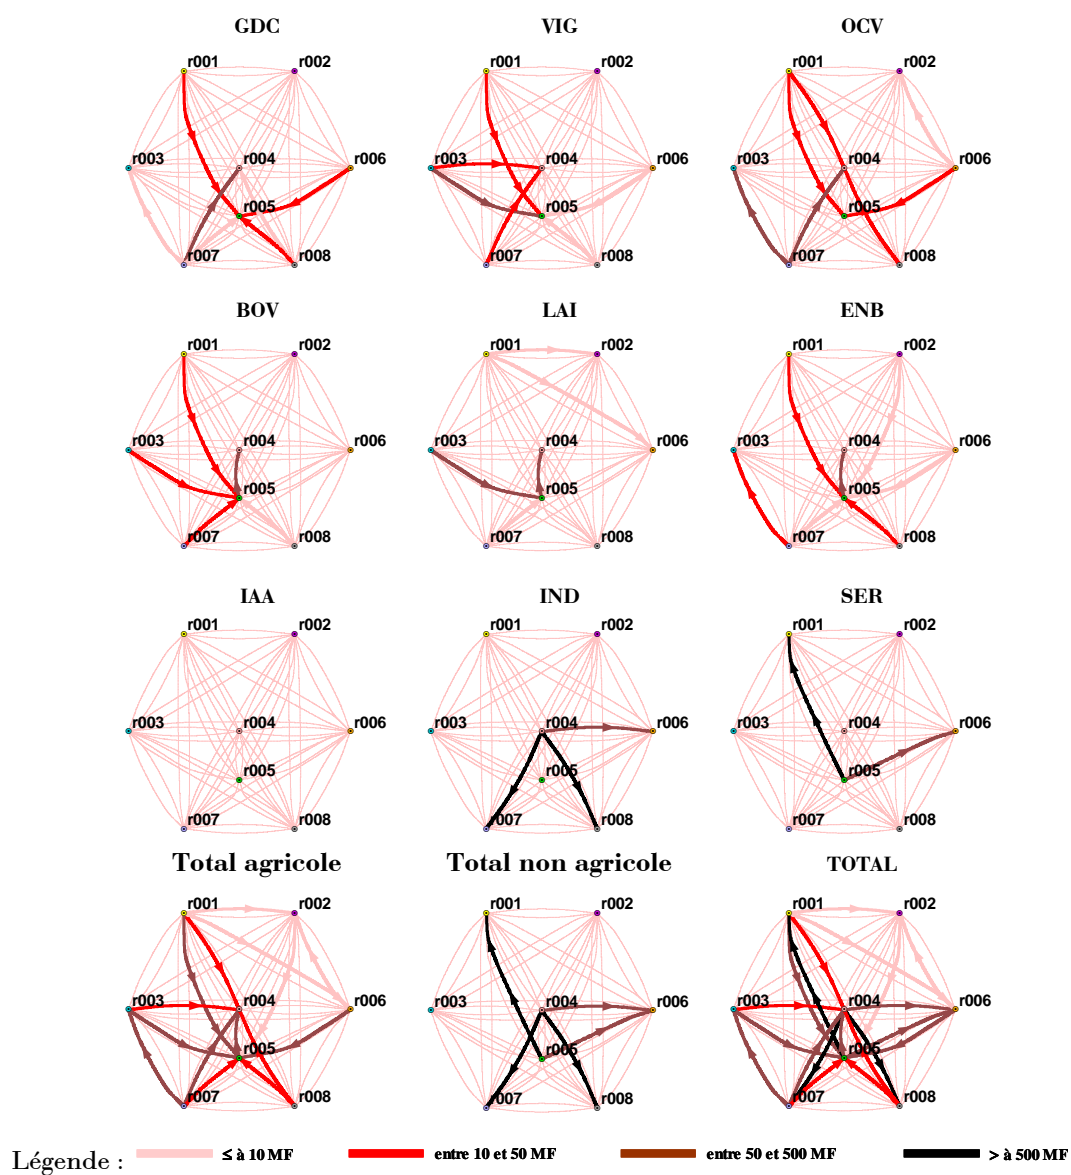 GDC VIG OCV
r001 r002 r001 r002 r001 r002
r003 r004 r006 r003 r004 r006 r003 r004 r006
r005 r005 r005
r007 r008 r007 r008 r007 r008
BOV LAI ENB
r001 r002 r001 r002 r001 r002
r003 r004 r006 r003 r004 r006 r003 r004 r006
r005 r005 r005
r007 r008 r007 r008 r007 r008
IAA IND SER
r001 r002 r001 r002 r001 r002
r003 r004 r006 r003 r004 r006 r003 r004 r006
r005 r005 r005
r007 r008 r007 r008 r007 r008
Total agricole Total non agricole TOTAL
r001 r002 r001 r002 r001 r002
r003 r004 r006 r003 r004 r006 r003 r004 r006
r005 r005 r005
r007 r008 r007 r008 r007 r008
Légende : ≤ à 10 MF entre 10 et 50 MF entre 50 et 500 MF > à 500 MF